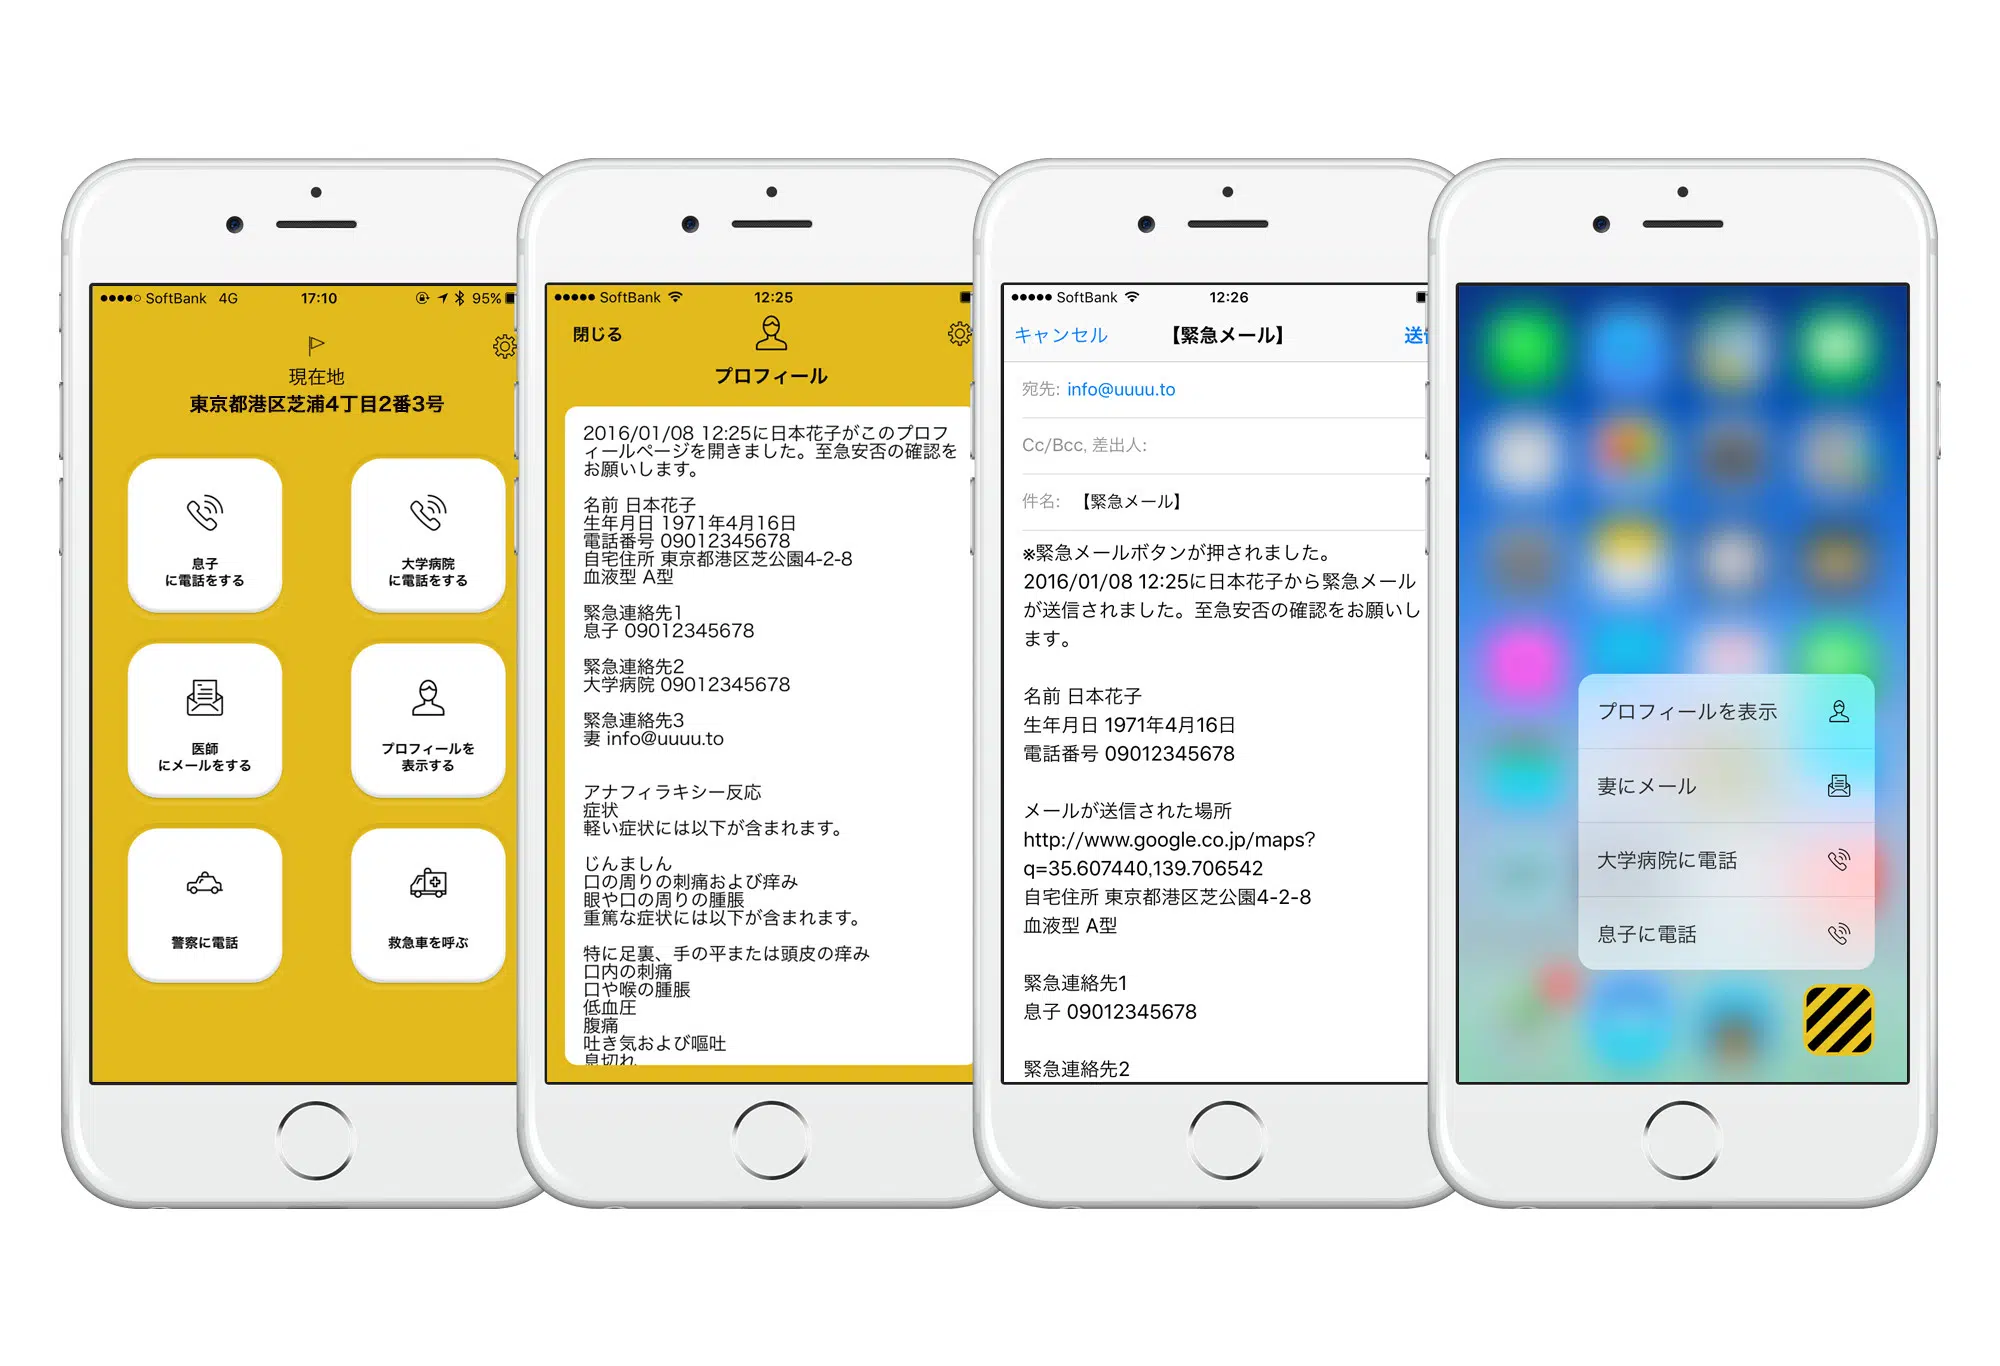 SoftBank 4G 17:10 95%
現在地
東京都港区芝浦4丁目2番3号
息子
に電話をする
大学病院
に電話をする
医師
にメールをする
プロフィールを
表示する
警察に電話
救急車を呼ぶ
SoftBank 12:25
閉じる
プロフィール
2016/01/08 12:25に日本花子がこのプロフ
ィールページを開きました。至急安否の確認を
お願いします。
名前 日本花子
生年月日 1971年4月16日
電話番号 09012345678
自宅住所 東京都港区芝公園4-2-8
血液型 A型
緊急連絡先1
息子 09012345678
緊急連絡先2
大学病院 09012345678
緊急連絡先3
妻 info@uuuu.to
アナフィラキシー反応
症状
軽い症状には以下が含まれます。
じんましん
口の周りの刺痛および痒み
眼や口の周りの腫脹
重篤な症状には以下が含まれます。
特に足裏、手の平または頭皮の痒み
口内の刺痛
口や喉の腫脹
低血圧
腹痛
吐き気および嘔吐
息切れ
SoftBank 12:26
キャンセル 【緊急メール】 送
宛先: info@uuuu.to
Cc/Bcc, 差出人:
件名: 【緊急メール】
※緊急メールボタンが押されました。
2016/01/08 12:25に日本花子から緊急メール
が送信されました。至急安否の確認をお願いし
ます。
名前 日本花子
生年月日 1971年4月16日
電話番号 09012345678
メールが送信された場所
http://www.google.co.jp/maps?
q=35.607440,139.706542
自宅住所 東京都港区芝公園4-2-8
血液型 A型
緊急連絡先1
息子 09012345678
緊急連絡先2
プロフィールを表示
妻にメール
大学病院に電話
息子に電話